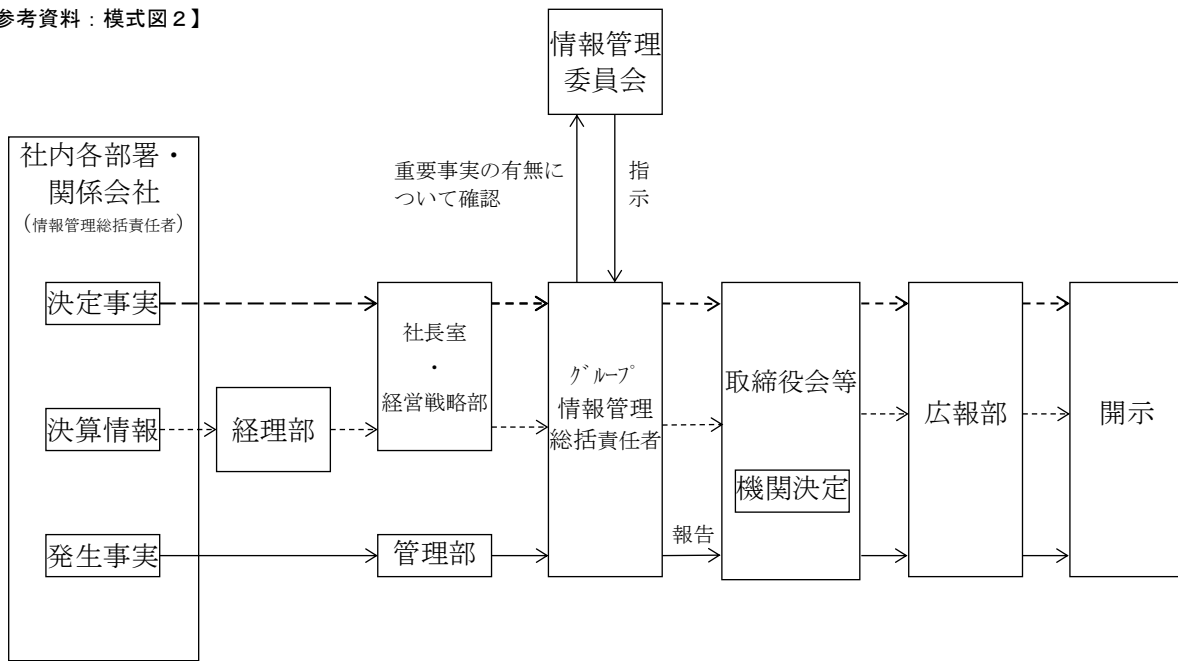 参考資料：模式図２】
情報管理
委員会
社内各部署・
関係会社
（情報管理総括責任者）
重要事実の有無に
ついて確認
指
示
決定事実
社長室
・
経営戦略部
ｸﾞﾙｰﾌﾟ
情報管理
総括責任者
取締役会等
決算情報
経理部
広報部
開示
機関決定
発生事実
管理部
報告